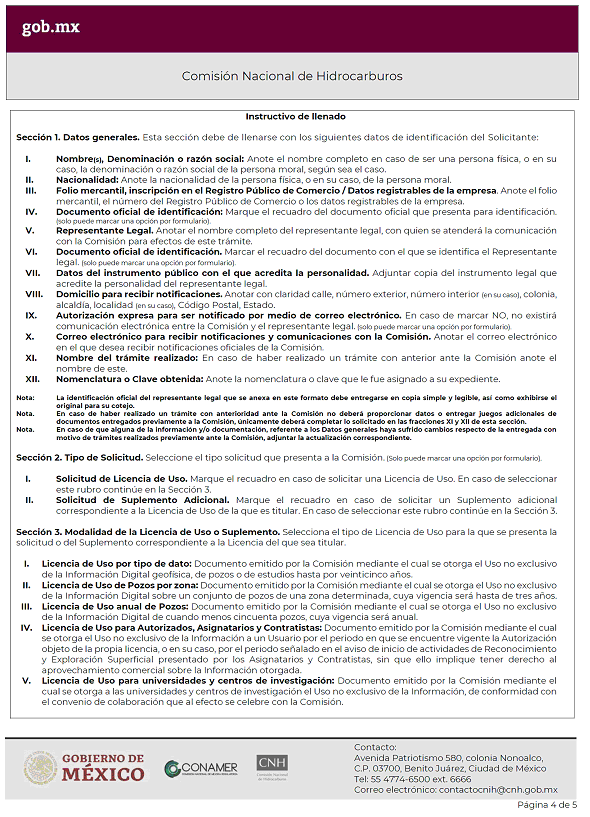 gob.mx
Comisión Nacional de Hidrocarburos
Instructivo de llenado
Sección 1. Datos generales. Esta sección debe de llenarse con los siguientes datos de identificación del Solicitante:
I. Nombre(s), Denominación o razón social: Anote el nombre completo en caso de ser una persona física, o en su
caso, la denominación o razón social de la persona moral, según sea el caso.
II. Nacionalidad: Anote la nacionalidad de la persona física, o en su caso, de la persona moral.
III. Folio mercantil, inscripción en el Registro Público de Comercio / Datos registrables de la empresa. Anote el folio
mercantil, el número del Registro Público de Comercio o los datos registrables de la empresa.
IV. Documento oficial de identificación: Marque el recuadro del documento oficial que presenta para identificación.
(solo puede marcar una opción por formulario).
V. Representante Legal. Anotar el nombre completo del representante legal, con quien se atenderá la comunicación
con la Comisión para efectos de este trámite.
VI. Documento oficial de identificación. Marcar el recuadro del documento con el que se identifica el Representante
legal. (solo puede marcar una opción por formulario).
VII. Datos del instrumento público con el que acredita la personalidad. Adjuntar copia del instrumento legal que
acredite la personalidad del representante legal.
VIII. Domicilio para recibir notificaciones. Anotar con claridad calle, número exterior, número interior (en su caso), colonia,
alcaldía, localidad (en su caso), Código Postal, Estado.
IX. Autorización expresa para ser notificado por medio de correo electrónico. En caso de marcar NO, no existirá
comunicación electrónica entre la Comisión y el representante legal. (solo puede marcar una opción por formulario).
X. Correo electrónico para recibir notificaciones y comunicaciones con la Comisión. Anotar el correo electrónico
en el que desea recibir notificaciones oficiales de la Comisión.
XI. Nombre del trámite realizado: En caso de haber realizado un trámite con anterior ante la Comisión anote el
nombre de este.
XII. Nomenclatura o Clave obtenida: Anote la nomenclatura o clave que le fue asignado a su expediente.
Nota: La identificación oficial del representante legal que se anexa en este formato debe entregarse en copia simple y legible, así como exhibirse el
original para su cotejo.
Nota. En caso de haber realizado un trámite con anterioridad ante la Comisión no deberá proporcionar datos o entregar juegos adicionales de
documentos entregados previamente a la Comisión, únicamente deberá completar lo solicitado en las fracciones XI y XII de esta sección.
Nota. En caso de que alguna de la información y/o documentación, referente a los Datos generales haya sufrido cambios respecto de la entregada con
motivo de trámites realizados previamente ante la Comisión, adjuntar la actualización correspondiente.
Sección 2. Tipo de Solicitud. Seleccione el tipo solicitud que presenta a la Comisión. (Solo puede marcar una opción por formulario).
I. Solicitud de Licencia de Uso. Marque el recuadro en caso de solicitar una Licencia de Uso. En caso de seleccionar
este rubro continúe en la Sección 3.
II. Solicitud de Suplemento Adicional. Marque el recuadro en caso de solicitar un Suplemento adicional
correspondiente a la Licencia de Uso de la que es titular. En caso de seleccionar este rubro continúe en la Sección 3.
Sección 3. Modalidad de la Licencia de Uso o Suplemento. Selecciona el tipo de Licencia de Uso para la que se presenta la
solicitud o del Suplemento correspondiente a la Licencia del que sea titular.
I. Licencia de Uso por tipo de dato: Documento emitido por la Comisión mediante el cual se otorga el Uso no exclusivo
de la Información Digital geofísica, de pozos o de estudios hasta por veinticinco años.
II. Licencia de Uso de Pozos por zona: Documento emitido por la Comisión mediante el cual se otorga el Uso no exclusivo
de la Información Digital sobre un conjunto de pozos de una zona determinada, cuya vigencia será hasta de tres años.
III. Licencia de Uso anual de Pozos: Documento emitido por la Comisión mediante el cual se otorga el Uso no exclusivo
de la Información Digital de cuando menos cincuenta pozos, cuya vigencia será anual.
IV. Licencia de Uso para Autorizados, Asignatarios y Contratistas: Documento emitido por la Comisión mediante el cual
se otorga el Uso no exclusivo de la Información a un Usuario por el periodo en que se encuentre vigente la Autorización
objeto de la propia licencia, o en su caso, por el periodo señalado en el aviso de inicio de actividades de Reconocimiento
y Exploración Superficial presentado por los Asignatarios y Contratistas, sin que ello implique tener derecho al
aprovechamiento comercial sobre la Información otorgada.
V. Licencia de Uso para universidades y centros de investigación: Documento emitido por la Comisión mediante el
cual se otorga a las universidades y centros de investigación el Uso no exclusivo de la Información, de conformidad con
el convenio de colaboración que al efecto se celebre con la Comisión.
GOBIERNO DE
MÉXICO
CONAMER
CNH
Comisión Nacional
de Hidrocarburos
Contacto:
Avenida Patriotismo 580, colonia Nonoalco,
C.P. 03700, Benito Juárez, Ciudad de México
Tel: 55 4774-6500 ext. 6666
Correo electrónico: contactocnih@cnh.gob.mx
Página 4 de 5